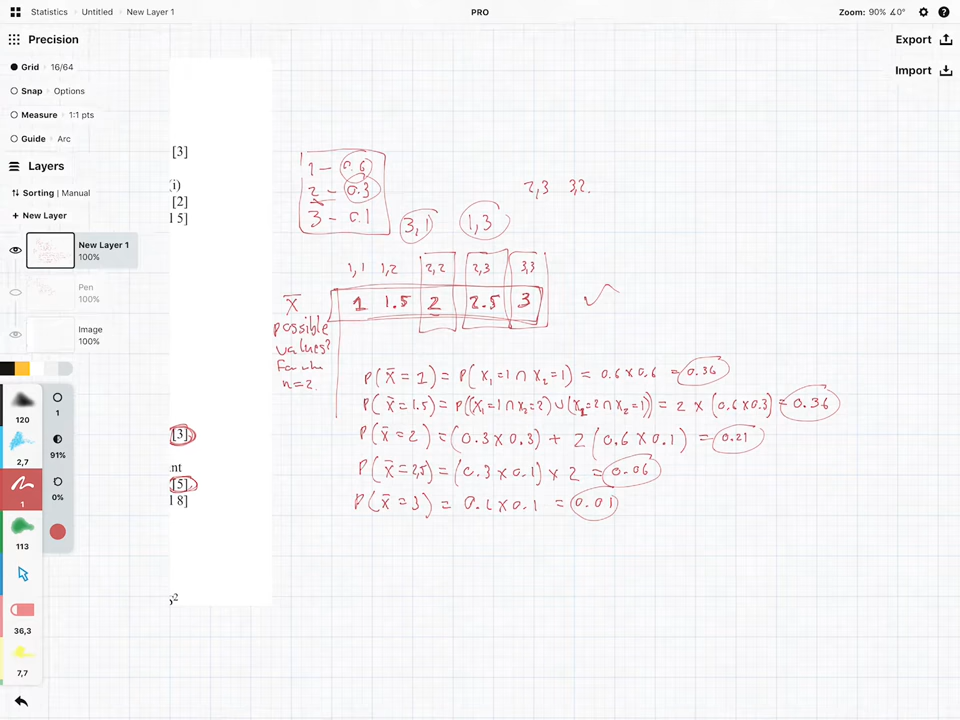 Statistics › Untitled › New Layer 1
PRO
Zoom: 90% ∠0°
Precision
Export
Import
Grid 16/64
Snap Options
Measure 1:1 pts
Guide Arc
Layers
Sorting | Manual
+ New Layer
New Layer 1
100%
Pen
100%
Image
100%
120
2,7
1
113
36,3
7,7
1
91%
0%
[3]
(i)
[2]
[3]
[5]
1 – 0.6
2 – 0.3
3 – 0.1
2,3 3,2.
3,1 1,3
1,1 1,2 2,2 2,3 3,3
X̄ 1 1.5 2 2.5 3
possible
values?
n=2.
P(X̄ = 1) = P(X₁=1 ∩ X₂=1) = 0.6 x 0.6 = 0.36
P(X̄ = 1.5) = P((X₁=1 ∩ X₂=2) ∪ (X₁=2 ∩ X₂=1)) = 2 x (0.6 x 0.3) = 0.36
P(X̄ = 2) = (0.3 x 0.3) + 2(0.6 x 0.1) = 0.21
P(X̄ = 2,5) = (0.3 x 0.1) x 2 = 0.06
P(X̄ = 3) = 0.1 x 0.1 = 0.01